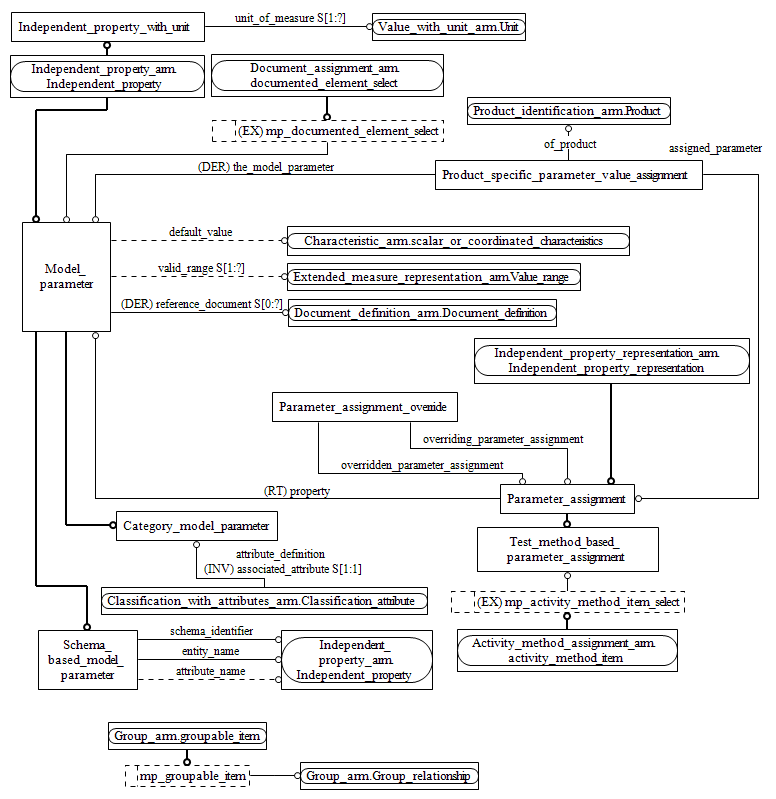 Independent_property_with_unit
unit_of_measure S[1:?]
Value_with_unit_arm.Unit
Independent_property_arm.
Independent_property
Document_assignment_arm.
documented_element_select
(EX) mp_documented_element_select
Product_identification_arm.Product
of_product
assigned_parameter
(DER) the_model_parameter
Product_specific_parameter_value_assignment
Model_
parameter
default_value
Characteristic_arm.scalar_or_coordinated_characteristics
valid_range S[1:?]
Extended_measure_representation_arm.Value_range
(DER) reference_document S[0:?]
Document_definition_arm.Document_definition
Independent_property_representation_arm.
Independent_property_representation
Parameter_assignment_override
overriding_parameter_assignment
overridden_parameter_assignment
(RT) property
Parameter_assignment
Category_model_parameter
Test_method_based_
parameter_assignment
attribute_definition
(INV) associated_attribute S[1:1]
Classification_with_attributes_arm.Classification_attribute
(EX) mp_activity_method_item_select
Activity_method_assignment_arm.
activity_method_item
Schema_
based_model_
parameter
schema_identifier
entity_name
attribute_name
Independent_
property_arm.
Independent_property
Group_arm.groupable_item
mp_groupable_item
Group_arm.Group_relationship